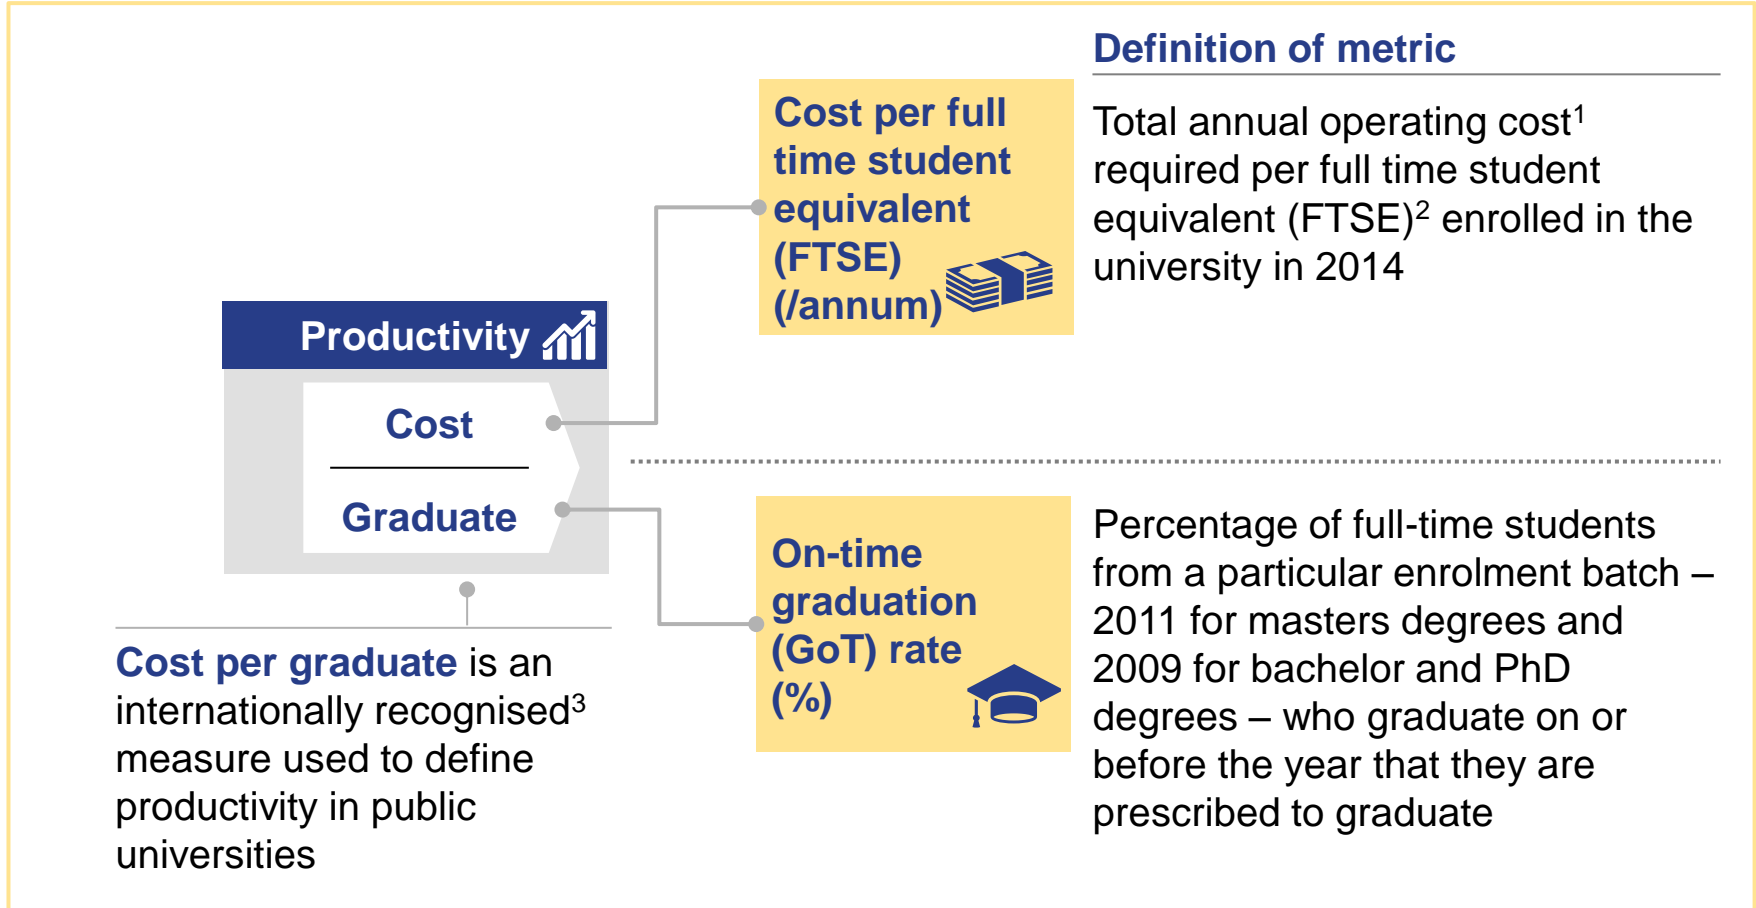 Definition of metric
Cost per full
time student
equivalent
(FTSE)
(/annum)
Total annual operating cost¹
required per full time student
equivalent (FTSE)² enrolled in the
university in 2014
Productivity
Cost
Graduate
Cost per graduate is an
internationally recognised³
measure used to define
productivity in public
universities
On-time
graduation
(GoT) rate
(%)
Percentage of full-time students
from a particular enrolment batch –
2011 for masters degrees and
2009 for bachelor and PhD
degrees – who graduate on or
before the year that they are
prescribed to graduate